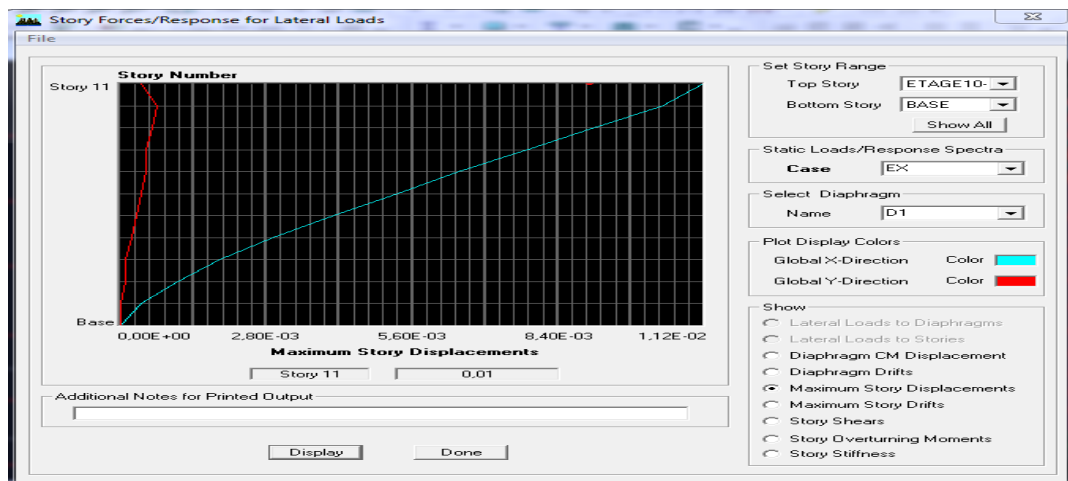 Story Forces/Response for Lateral Loads
File
Story Number
Story 11
Base
0,00E+00 2,80E-03 5,60E-03 8,40E-03 1,12E-02
Maximum Story Displacements
Story 11 0,01
Additional Notes for Printed Output
Display Done
Set Story Range
Top Story ETAGE10-
Bottom Story BASE
Show All
Static Loads/Response Spectra
Case EX
Select Diaphragm
Name D1
Plot Display Colors
Global X-Direction Color
Global Y-Direction Color
Show
Lateral Loads to Diaphragms
Lateral Loads to Stories
Diaphragm CM Displacement
Diaphragm Drifts
Maximum Story Displacements
Maximum Story Drifts
Story Shears
Story Overturning Moments
Story Stiffness